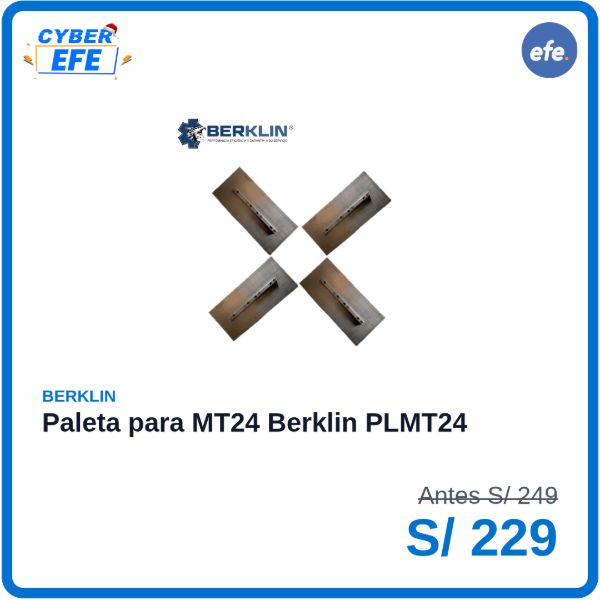 CYBER
EFE
efe.
BERKLIN®
BERKLIN
Paleta para MT24 Berklin PLMT24
Antes S/ 249
S/ 229